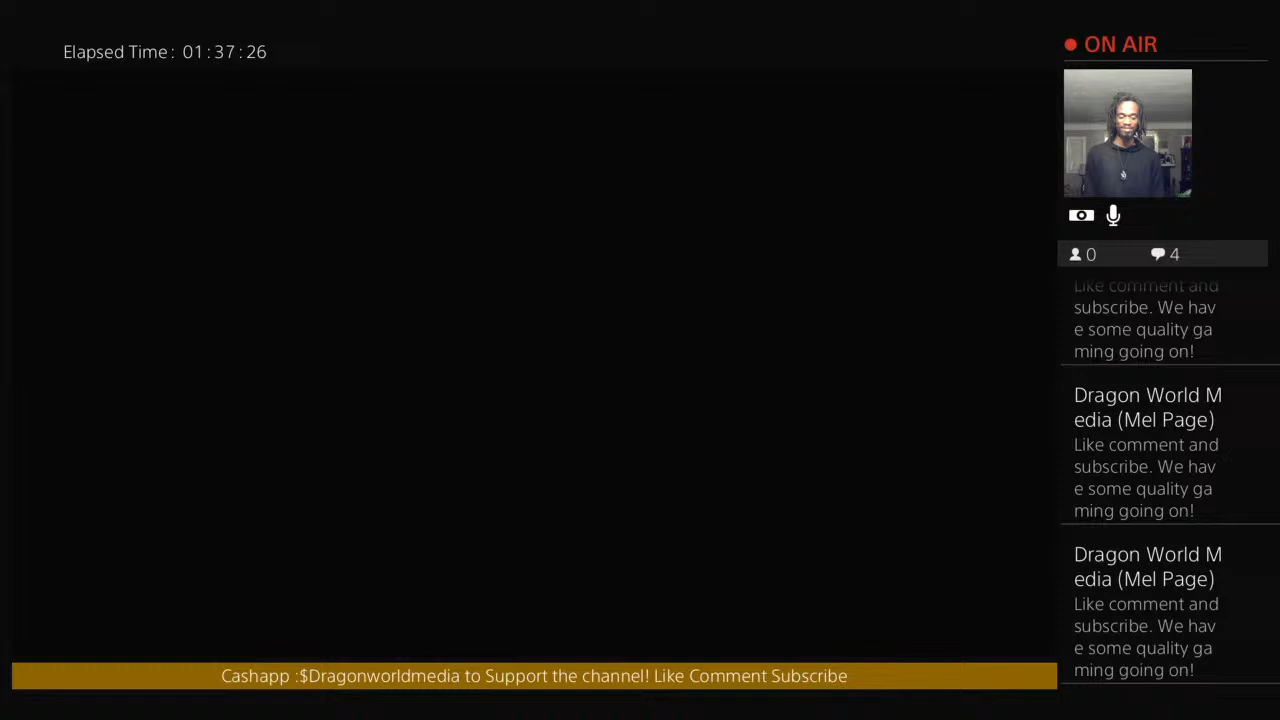 Elapsed Time: 01:37:26
ON AIR
0 4
Like comment and
subscribe. We hav
e some quality ga
ming going on!
Dragon World M
edia (Mel Page)
Like comment and
subscribe. We hav
e some quality ga
ming going on!
Dragon World M
edia (Mel Page)
Like comment and
subscribe. We hav
e some quality ga
ming going on!
Cashapp :$Dragonworldmedia to Support the channel! Like Comment Subscribe